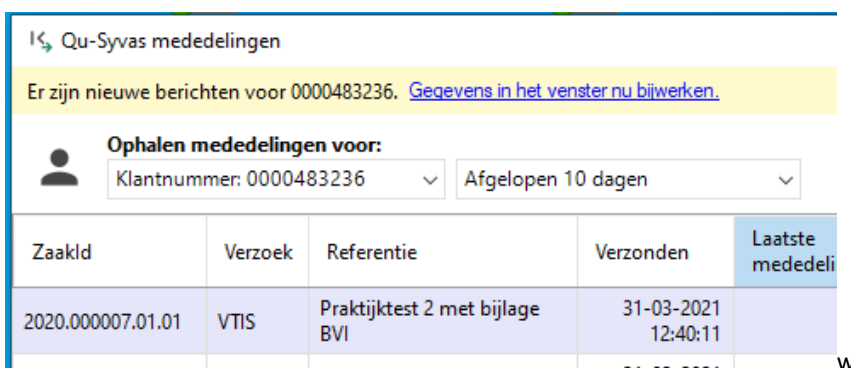 Qu-Syvas mededelingen
Er zijn nieuwe berichten voor 0000483236. Gegevens in het venster nu bijwerken.
Ophalen mededelingen voor:
Klantnummer: 0000483236 Afgelopen 10 dagen
ZaakId Verzoek Referentie Verzonden Laatste
mededeli
2020.000007.01.01 VTIS Praktijktest 2 met bijlage 31-03-2021
BVI 12:40:11
w